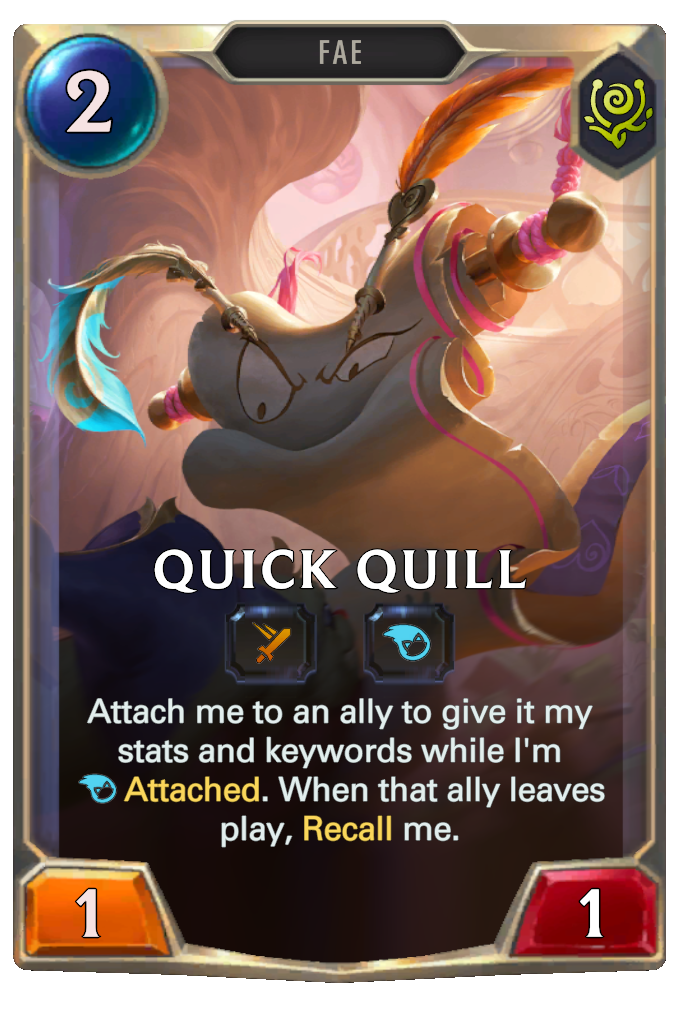 FAE
2
QUICK QUILL
Attach me to an ally to give it my
stats and keywords while I'm
Attached. When that ally leaves
play, Recall me.
1
1